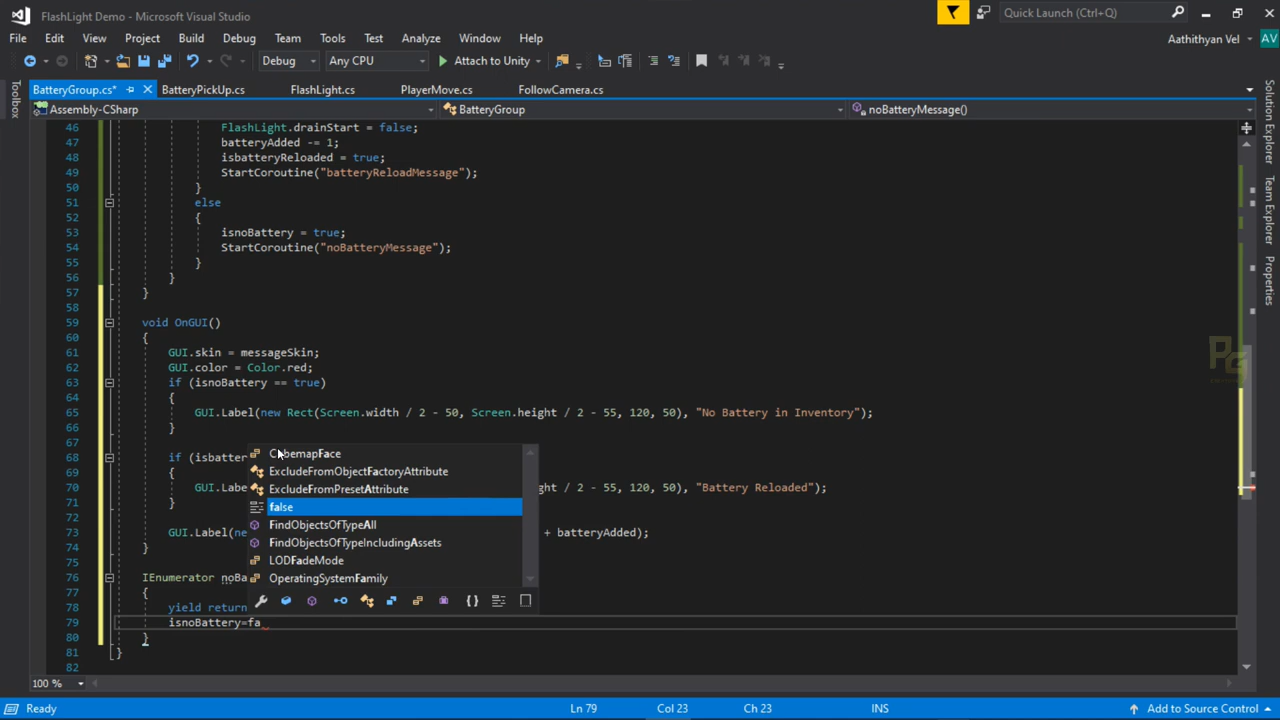 FlashLight Demo - Microsoft Visual Studio
Quick Launch (Ctrl+Q)
File Edit View Project Build Debug Team Tools Test Analyze Window Help
Aathithyan Vel AV
Debug Any CPU Attach to Unity
BatteryGroup.cs* BatteryPickUp.cs FlashLight.cs PlayerMove.cs FollowCamera.cs
Assembly-CSharp BatteryGroup noBatteryMessage()
Toolbox
Solution Explorer
Team Explorer
Properties
46 FlashLight.drainStart = false;
47 batteryAdded -= 1;
48 isbatteryReloaded = true;
49 StartCoroutine("batteryReloadMessage");
50 }
51 else
52 {
53 isnoBattery = true;
54 StartCoroutine("noBatteryMessage");
55 }
56 }
57 }
58
59 void OnGUI()
60 {
61 GUI.skin = messageSkin;
62 GUI.color = Color.red;
63 if (isnoBattery == true)
64 {
65 GUI.Label(new Rect(Screen.width / 2 - 50, Screen.height / 2 - 55, 120, 50), "No Battery in Inventory");
66 }
67
68 if (isbatter
69 {
70 GUI.Labe ght / 2 - 55, 120, 50), "Battery Reloaded");
71 }
72
73 GUI.Label(ne + batteryAdded);
74 }
75
76 IEnumerator noBa
77 {
78 yield return
79 isnoBattery=fa
80 }
81 }
82
CubemapFace
ExcludeFromObjectFactoryAttribute
ExcludeFromPresetAttribute
false
FindObjectsOfTypeAll
FindObjectsOfTypeIncludingAssets
LODFadeMode
OperatingSystemFamily
PG
100 %
Ready Ln 79 Col 23 Ch 23 INS Add to Source Control